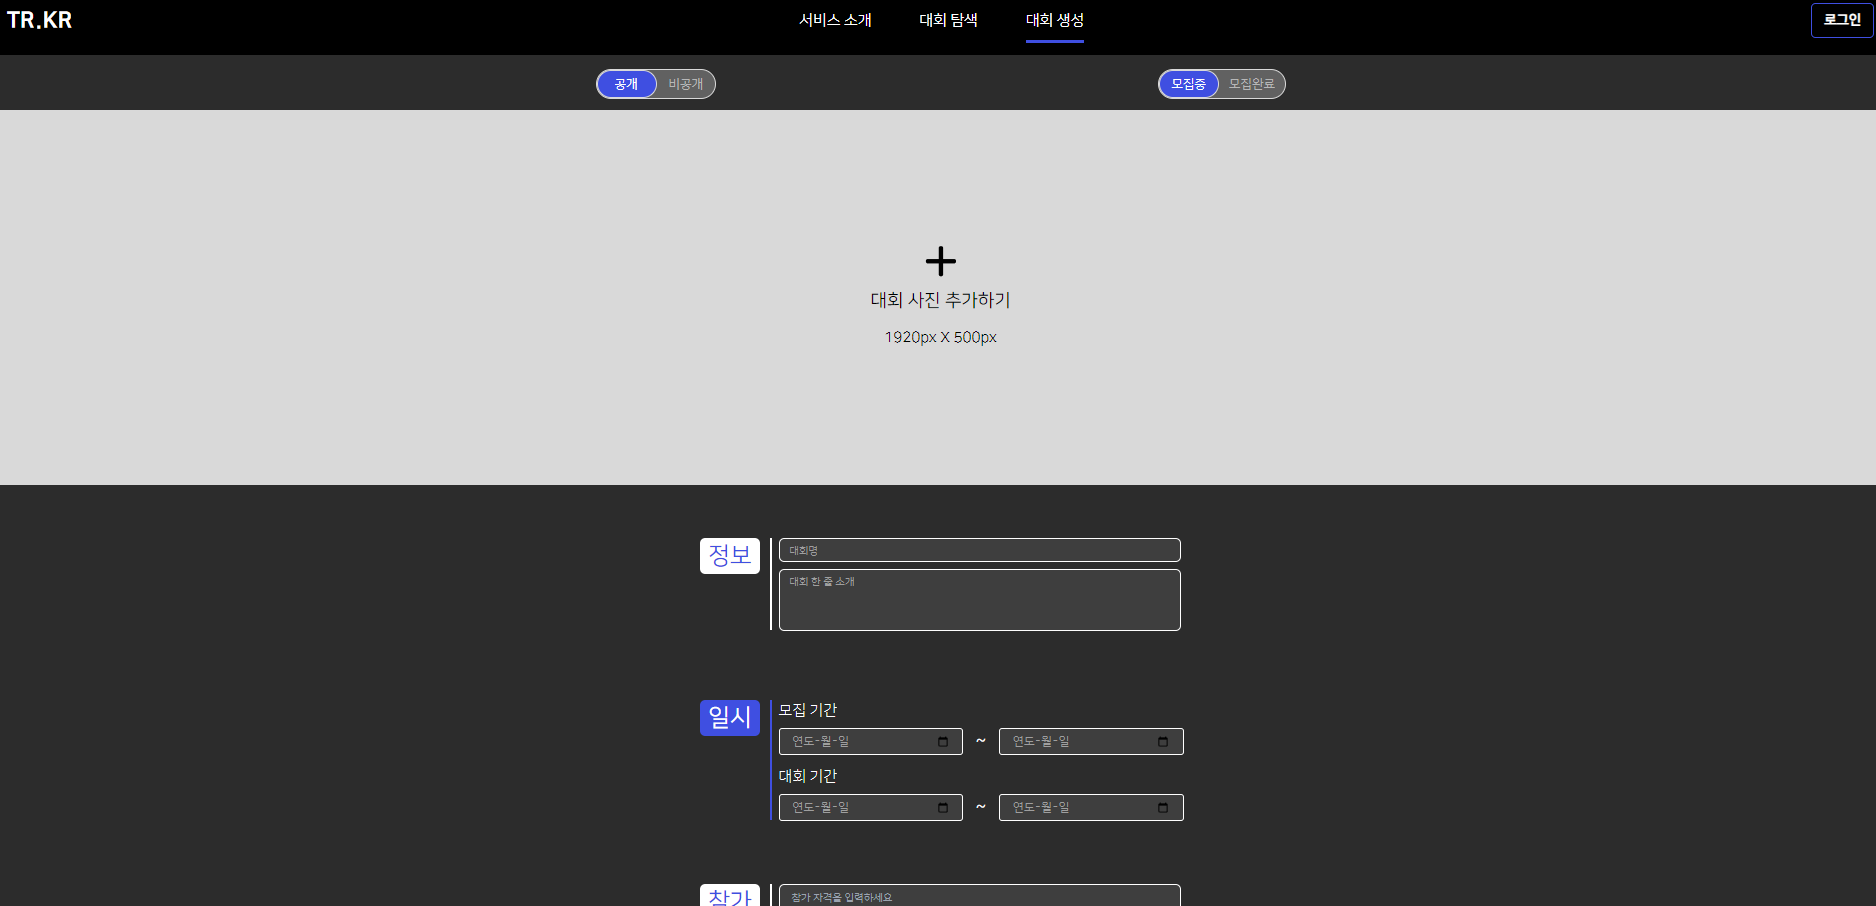 TR.KR
서비스 소개
대회 탐색
대회 생성
로그인
공개 비공개
모집중 모집완료
대회 사진 추가하기
1920px X 500px
정보
대회명
대회 한 줄 소개
일시
모집 기간
연도-월-일 ~ 연도-월-일
대회 기간
연도-월-일 ~ 연도-월-일
참가
참가 자격을 입력하세요